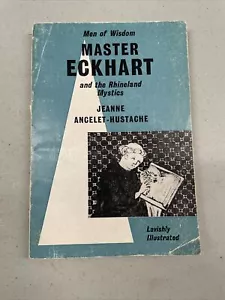 Men of Wisdom
MASTER
ECKHART
and the Rhineland
Mystics
JEANNE
ANCELET-HUSTACHE
Lavishly
Illustrated